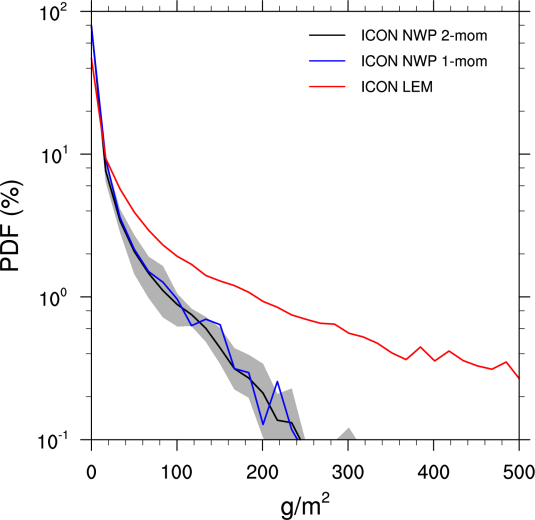 10²
ICON NWP 2-mom
ICON NWP 1-mom
ICON LEM
10¹
PDF (%)
10⁰
10⁻¹
0 100 200 300 400 500
g/m²